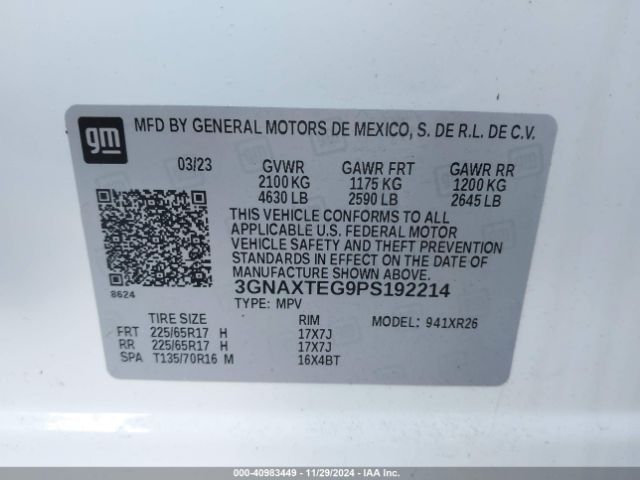 gm
MFD BY GENERAL MOTORS DE MEXICO, S. DE R.L. DE C.V.
03/23 GVWR GAWR FRT GAWR RR
2100 KG 1175 KG 1200 KG
4630 LB 2590 LB 2645 LB
THIS VEHICLE CONFORMS TO ALL
APPLICABLE U.S. FEDERAL MOTOR
VEHICLE SAFETY AND THEFT PREVENTION
STANDARDS IN EFFECT ON THE DATE OF
MANUFACTURE SHOWN ABOVE.
8624
3GNAXTEG9PS192214
TYPE: MPV
TIRE SIZE RIM MODEL: 941XR26
FRT 225/65R17 H 17X7J
RR 225/65R17 H 17X7J
SPA T135/70R16 M 16X4BT
000-40983449 - 11/29/2024 - IAAI.COM